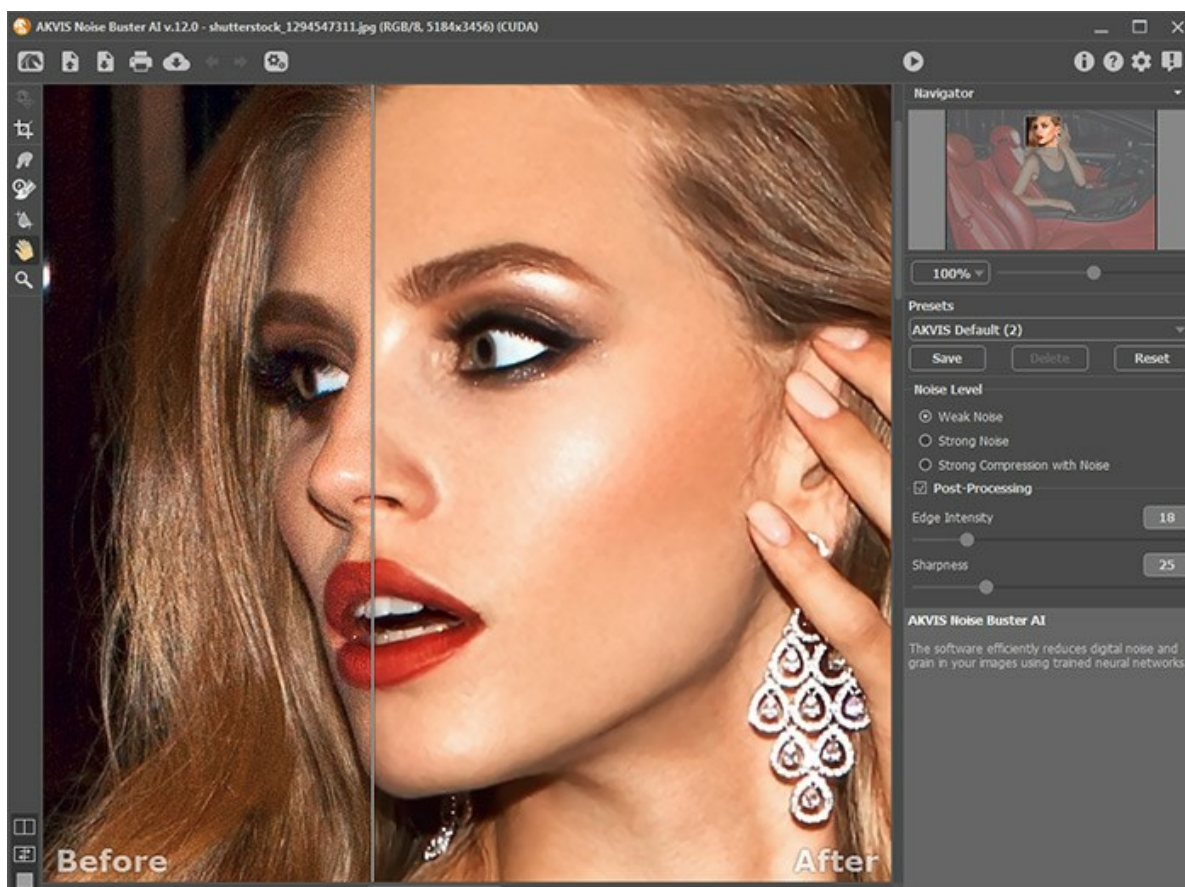 AKVIS Noise Buster AI v.12.0 - shutterstock_1294547311.jpg (RGB/8, 5184x3456) (CUDA)
Navigator
100%
Presets
AKVIS Default (2)
Save Delete Reset
Noise Level
Weak Noise
Strong Noise
Strong Compression with Noise
Post-Processing
Edge Intensity 18
Sharpness 25
AKVIS Noise Buster AI
The software efficiently reduces digital noise and
grain in your images using trained neural networks.
Before After